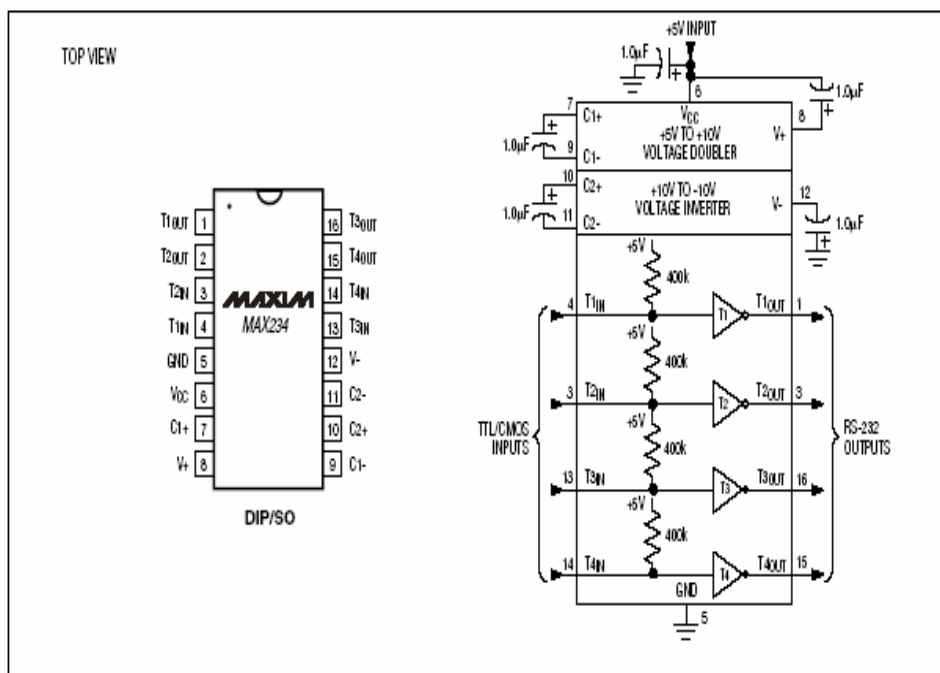 TOP VIEW
T1OUT 1
T2OUT 2
T2IN 3
T1IN 4
GND 5
VCC 6
C1+ 7
V+ 8
16 T3OUT
15 T4OUT
14 T4IN
13 T3IN
12 V-
11 C2-
10 C2+
9 C1-
MAXIM
MAX234
DIP/SO
+5V INPUT
1.0µF
+
+
1.0µF
6
VCC
+5V TO +10V
VOLTAGE DOUBLER
7
C1+
+
1.0µF
9
C1-
V+
8
10
C2+
+
1.0µF
11
C2-
+10V TO -10V
VOLTAGE INVERTER
V-
12
1.0µF
+
+5V
400k
4 T1IN T1 T1OUT 1
+5V
400k
3 T2IN T2 T2OUT 3
+5V
400k
13 T3IN T3 T3OUT 16
+5V
400k
14 T4IN T4 T4OUT 15
TTL/CMOS
INPUTS
RS-232
OUTPUTS
GND
5